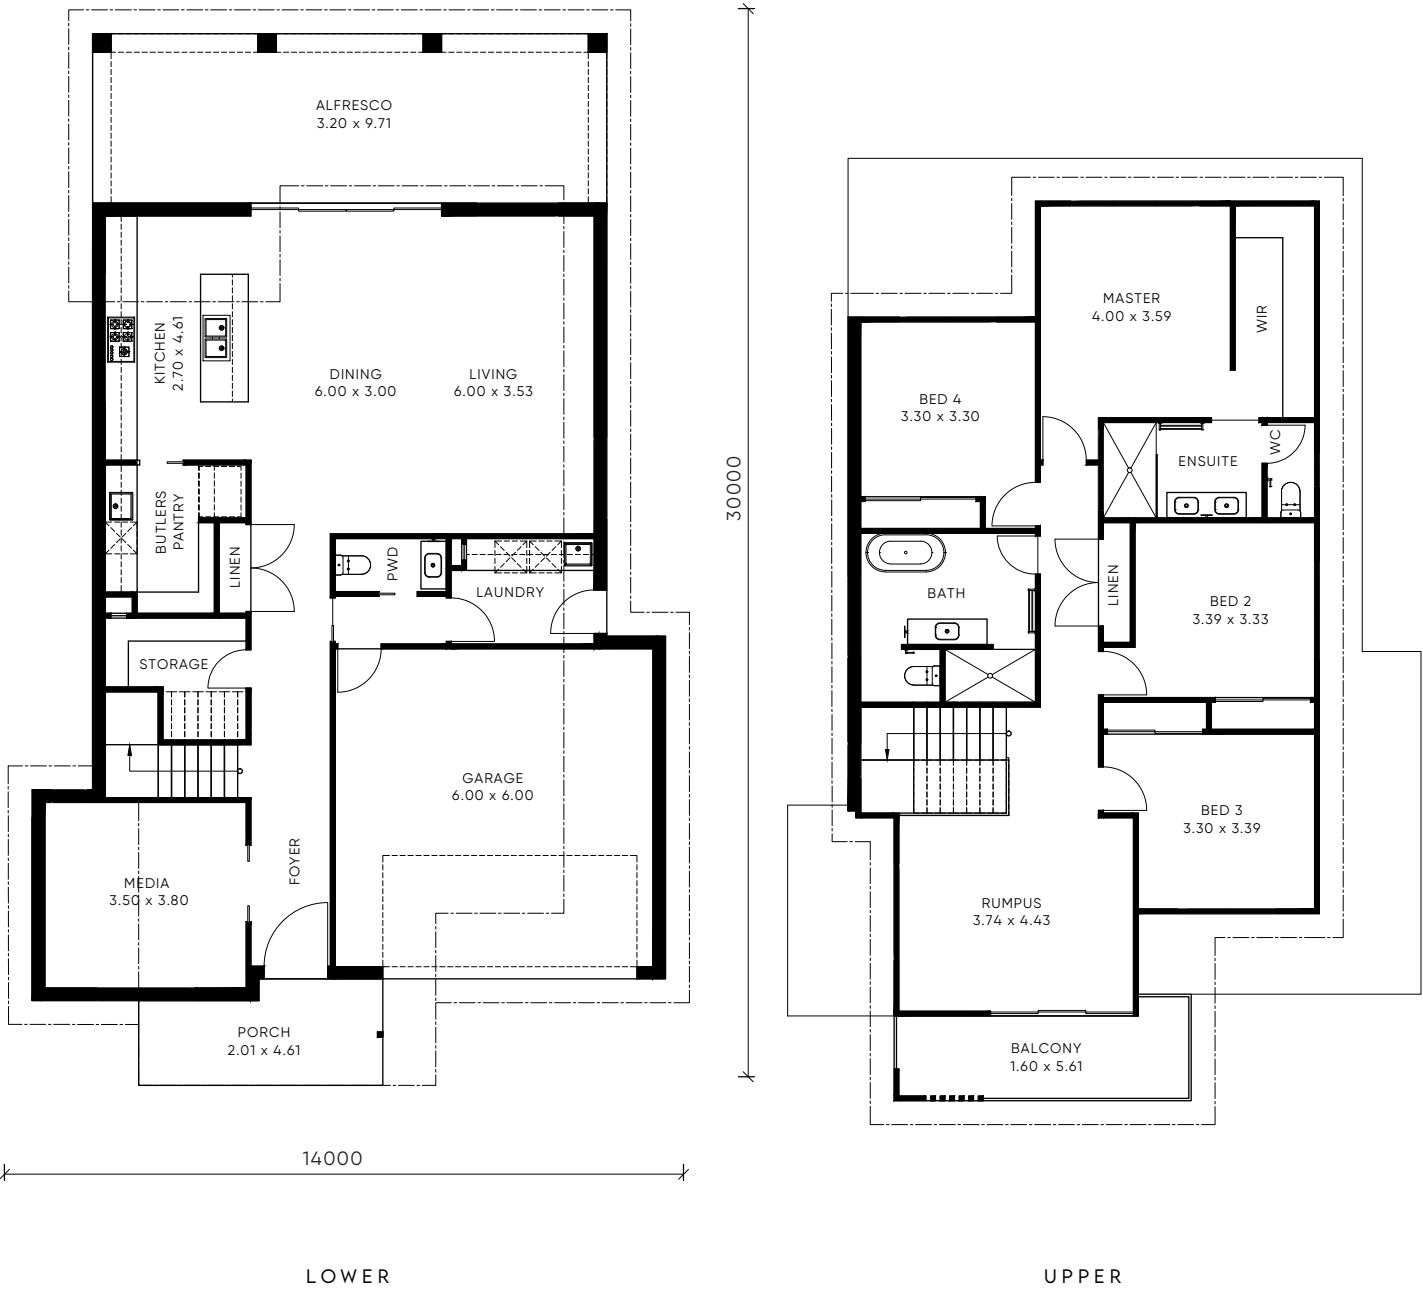 ALFRESCO
3.20 x 9.71
KITCHEN
2.70 x 4.61
DINING
6.00 x 3.00
LIVING
6.00 x 3.53
BUTLERS
PANTRY
LINEN
PWD
LAUNDRY
STORAGE
GARAGE
6.00 x 6.00
FOYER
MEDIA
3.50 x 3.80
PORCH
2.01 x 4.61
14000
30000
LOWER
MASTER
4.00 x 3.59
WIR
BED 4
3.30 x 3.30
ENSUITE
WC
BATH
LINEN
BED 2
3.39 x 3.33
BED 3
3.30 x 3.39
RUMPUS
3.74 x 4.43
BALCONY
1.60 x 5.61
UPPER